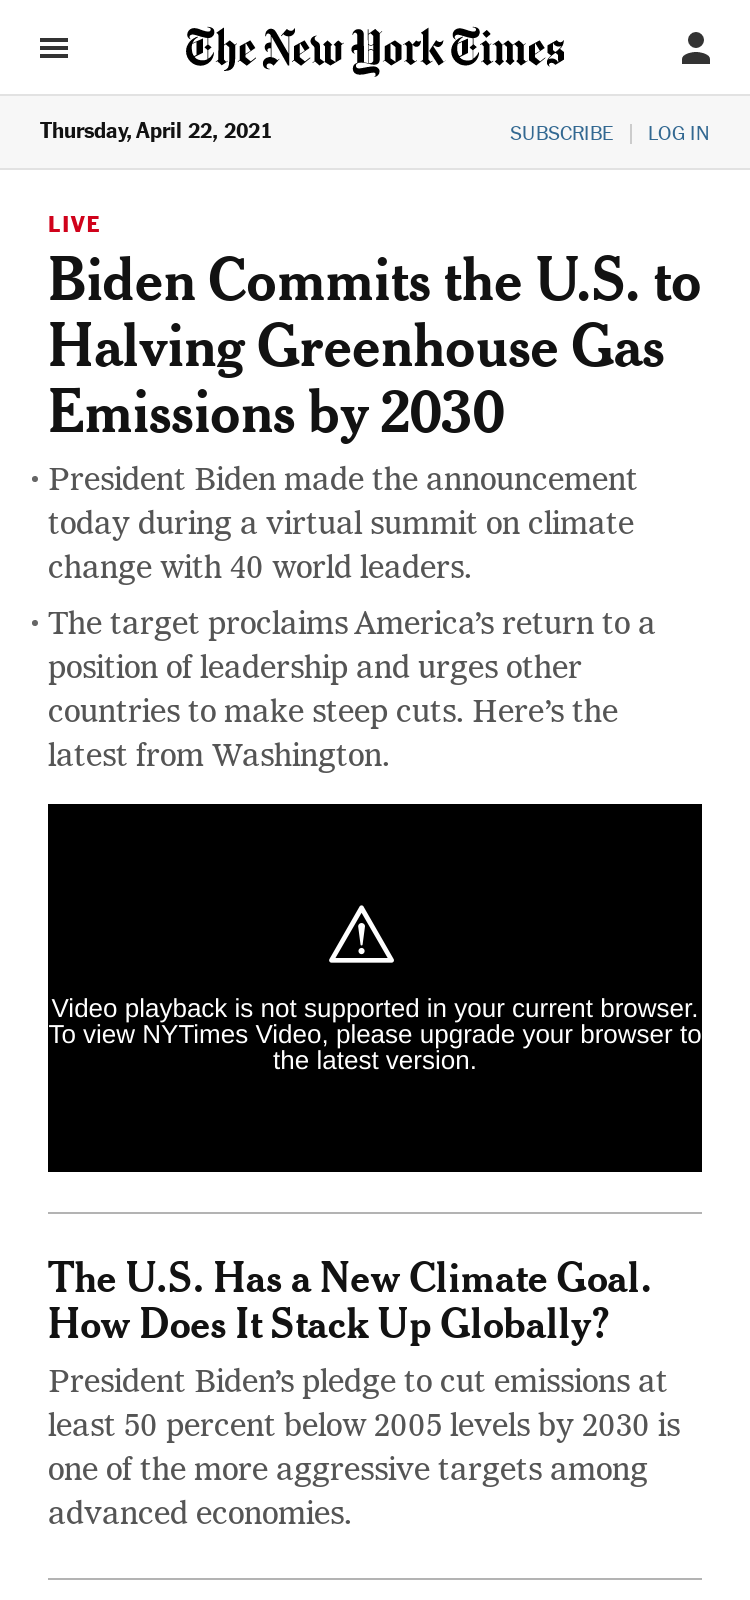 The New York Times
Thursday, April 22, 2021
SUBSCRIBE | LOG IN
LIVE
Biden Commits the U.S. to
Halving Greenhouse Gas
Emissions by 2030
• President Biden made the announcement
today during a virtual summit on climate
change with 40 world leaders.
• The target proclaims America’s return to a
position of leadership and urges other
countries to make steep cuts. Here’s the
latest from Washington.
Video playback is not supported in your current browser.
To view NYTimes Video, please upgrade your browser to
the latest version.
The U.S. Has a New Climate Goal.
How Does It Stack Up Globally?
President Biden’s pledge to cut emissions at
least 50 percent below 2005 levels by 2030 is
one of the more aggressive targets among
advanced economies.